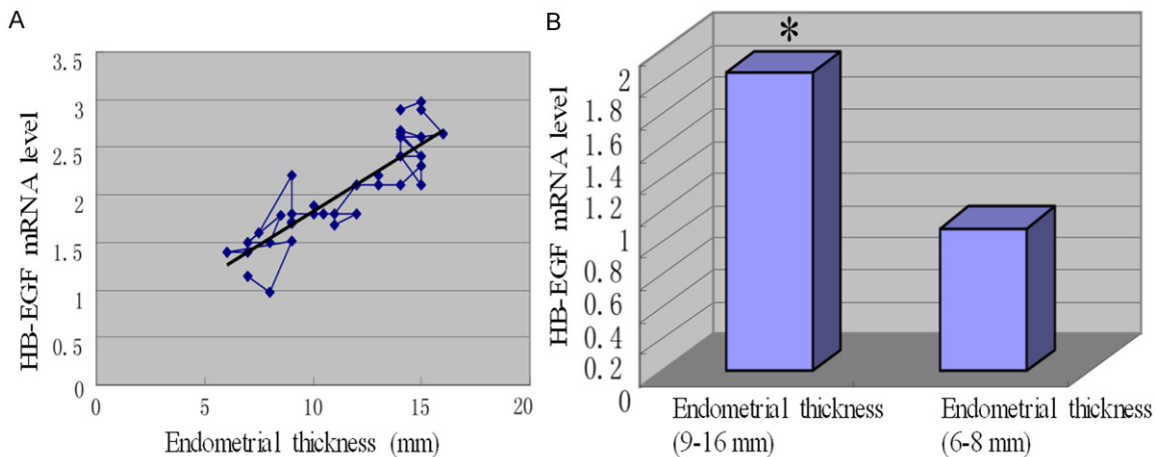 A
HB-EGF mRNA level
3.5
3
2.5
2
1.5
1
0.5
0
0 5 10 15 20
Endometrial thickness (mm)
B
HB-EGF mRNA level
*
2
1.8
1.6
1.4
1.2
1
0.8
0.6
0.4
0.2
0
Endometrial thickness
(9-16 mm)
Endometrial thickness
(6-8 mm)